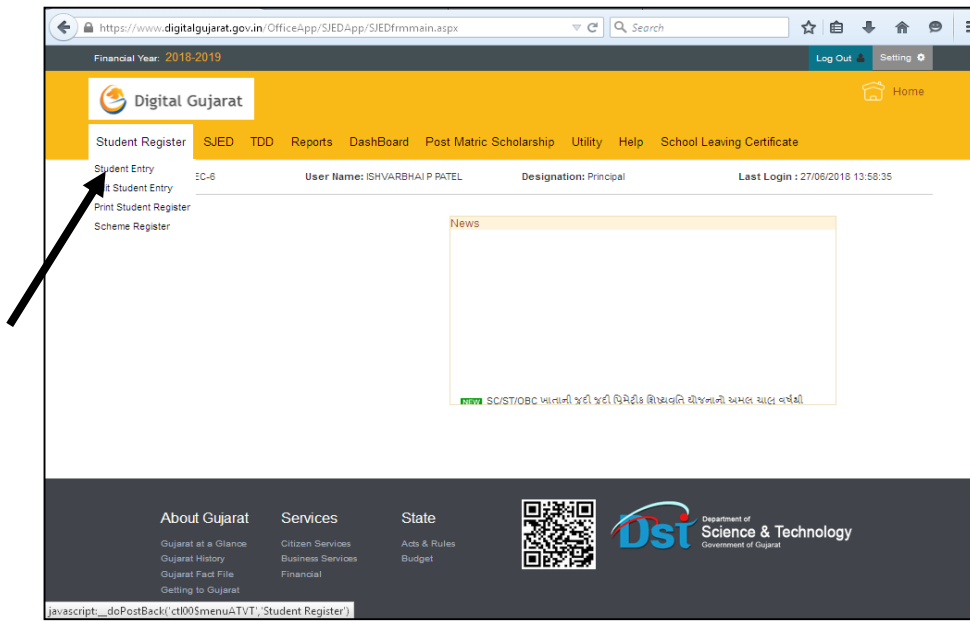 https://www.digitalgujarat.gov.in/OfficeApp/SJEDApp/SJEDfrmmain.aspx Search
Financial Year: 2018-2019 Log Out Setting
Digital Gujarat Home
Student Register SJED TDD Reports DashBoard Post Matric Scholarship Utility Help School Leaving Certificate
Student Entry
EC-6 User Name: ISHVARBHAI P PATEL Designation: Principal Last Login : 27/06/2018 13:58:35
Student Entry
Print Student Register
Scheme Register
News
NEW SC/ST/OBC ખાતાની જુદી જુદી પ્રિમેટ્રીક શિષ્યવૃતિ યોજનાનો અમલ ચાલુ વર્ષથી
About Gujarat Services State
Gujarat at a Glance Citizen Services Acts & Rules
Gujarat History Business Services Budget
Gujarat Fact File Financial
Getting to Gujarat
DST Department of
Science & Technology
Government of Gujarat
javascript:__doPostBack('ctl00$menuATVT','Student Register')